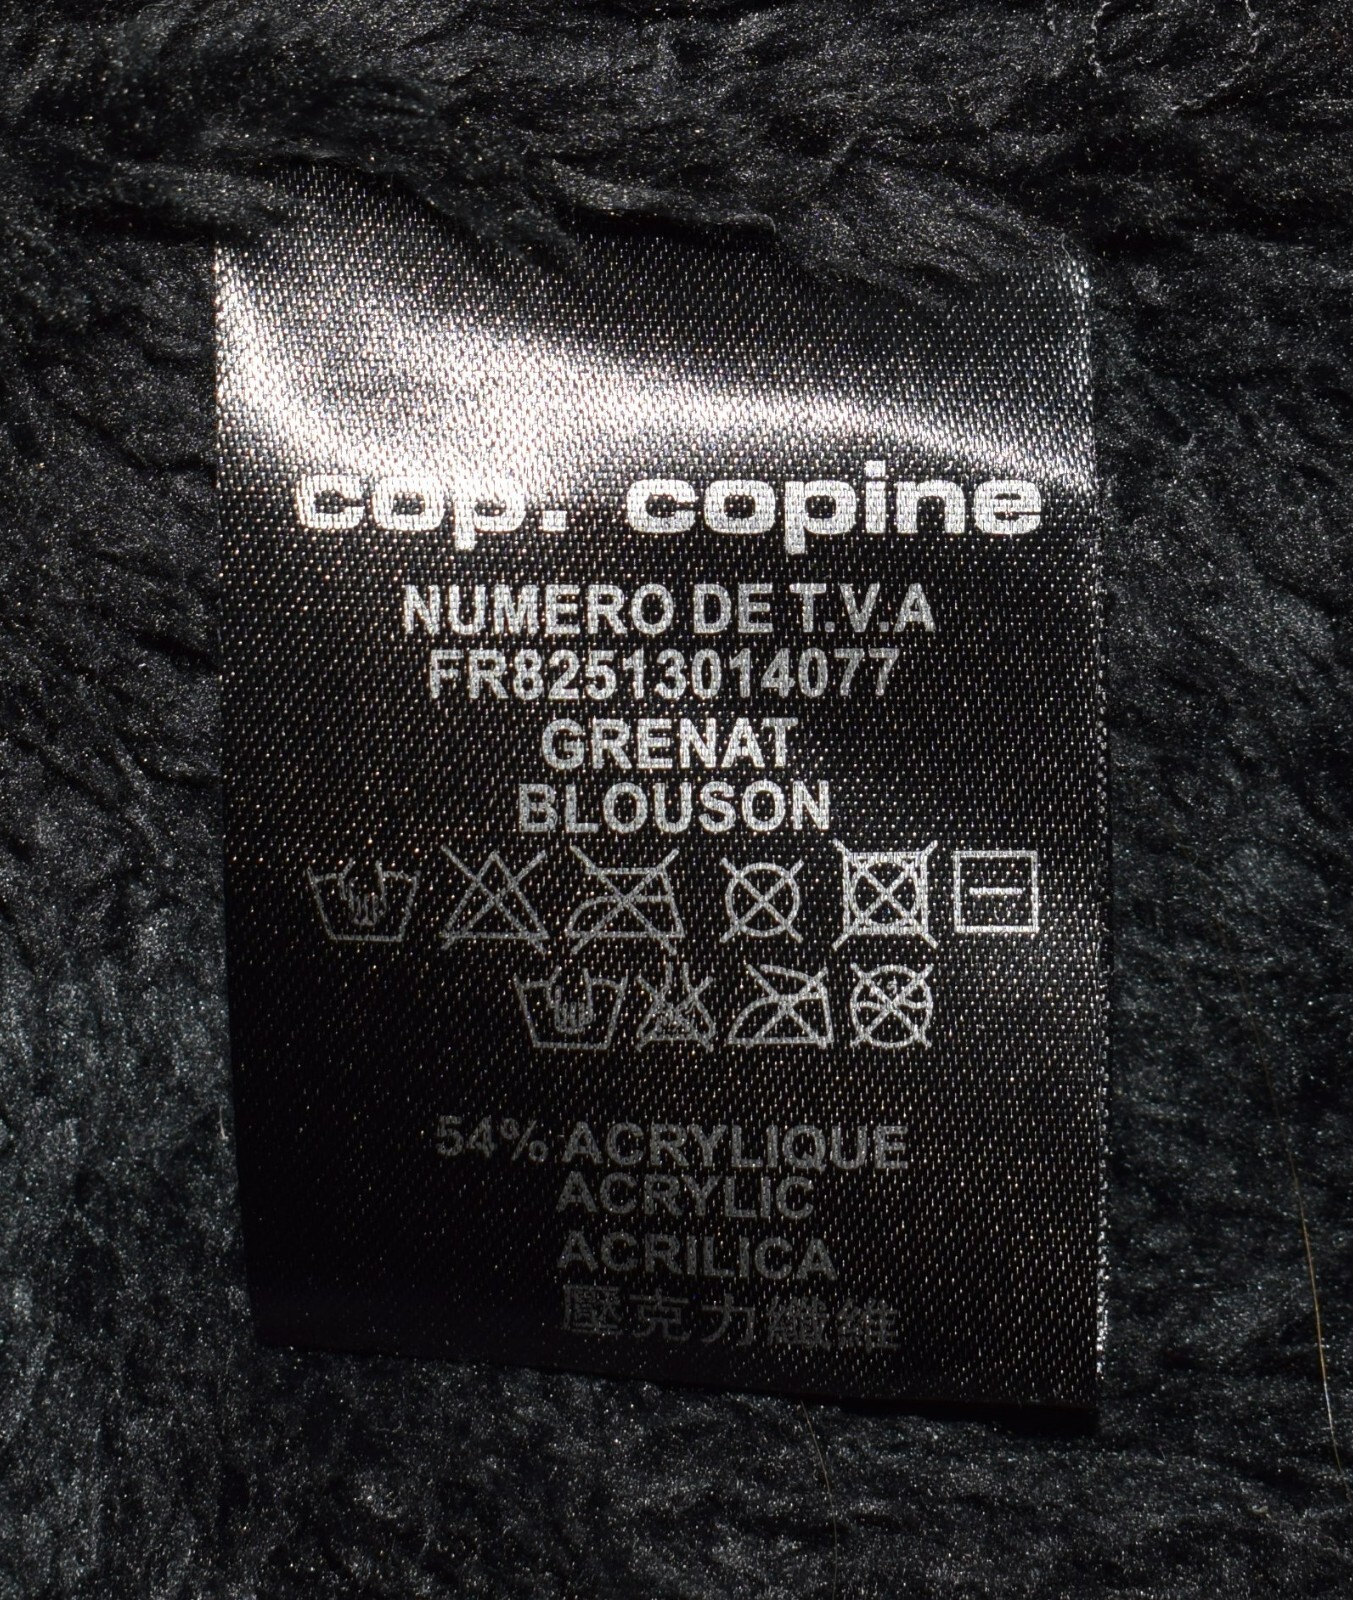 cop. copine
NUMERO DE T.V.A
FR82513014077
GRENAT
BLOUSON
54% ACRYLIQUE
ACRYLIC
ACRILICA
壓克力纖維